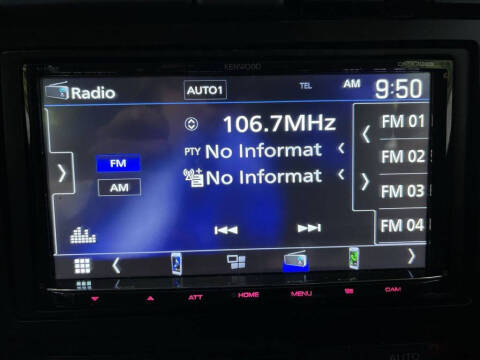 KENWOOD
Radio
AUTO1
TEL
AM
9:50
106.7MHz
FM 01
FM
PTY No Informat
FM 02
AM
No Informat
FM 03
FM 04
ATT
HOME
MENU
CAM